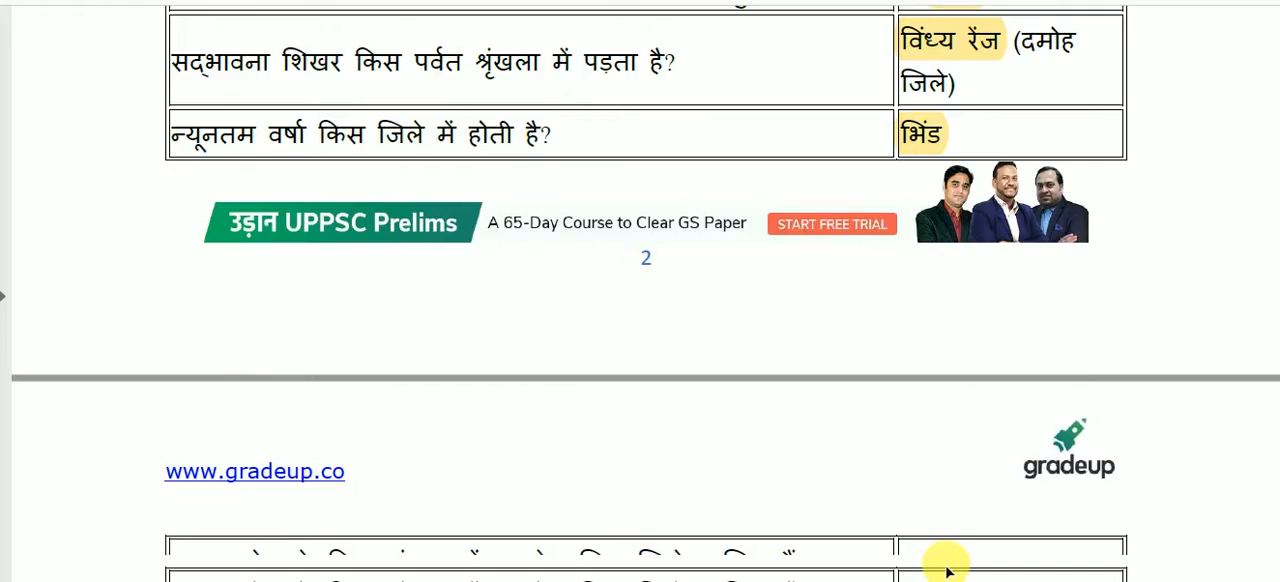 सद्भावना शिखर किस पर्वत श्रृंखला में पड़ता है?
विंध्य रेंज (दमोह
जिले)
न्यूनतम वर्षा किस जिले में होती है?
भिंड
उड़ान UPPSC Prelims
A 65-Day Course to Clear GS Paper
START FREE TRIAL
2
www.gradeup.co
gradeup